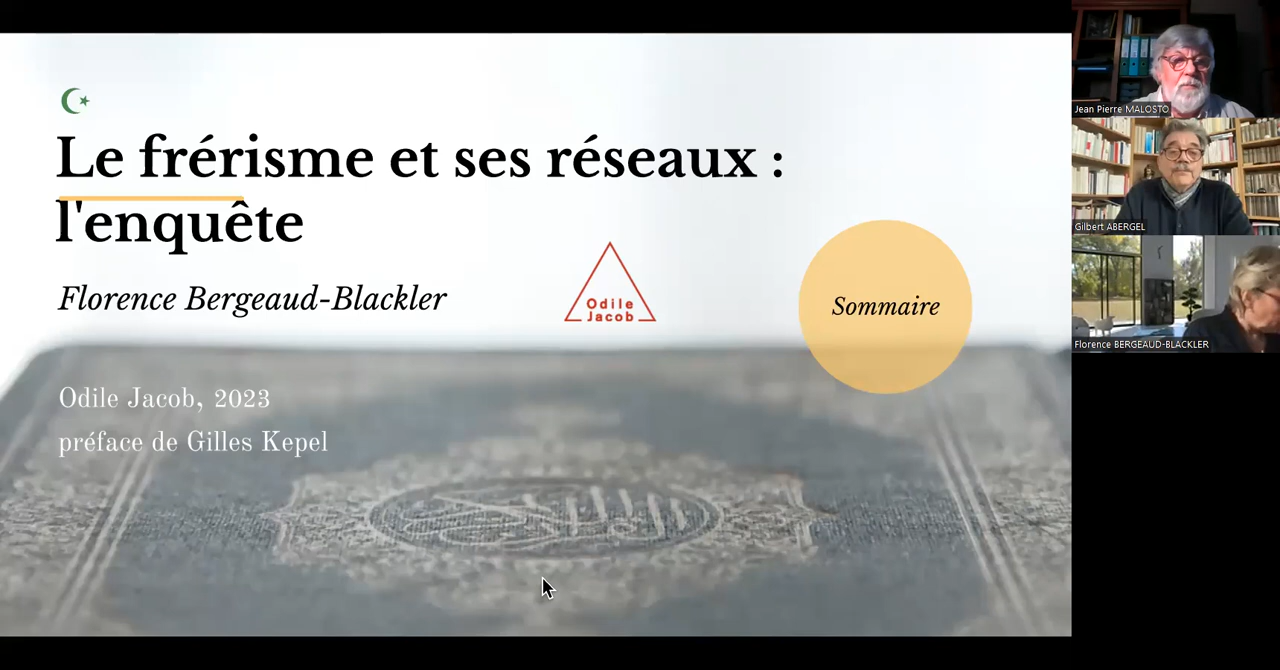 Le frérisme et ses réseaux :
l'enquête
Florence Bergeaud-Blackler
Odile
Jacob
Sommaire
Odile Jacob, 2023
préface de Gilles Kepel
Jean Pierre MALOSTO
Gilbert ABERGEL
Florence BERGEAUD-BLACKLER